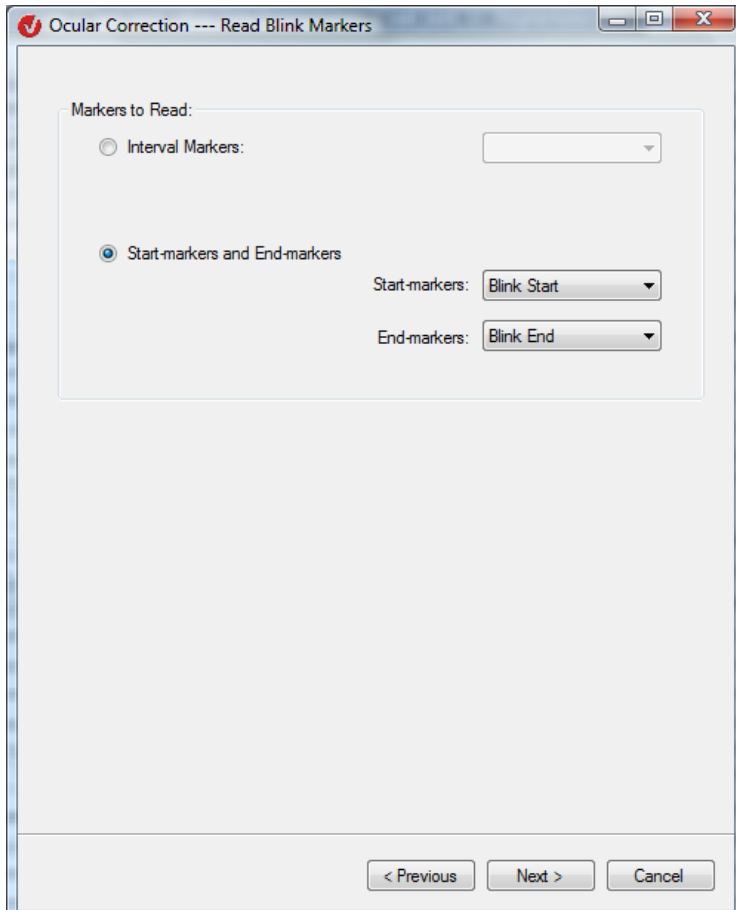 Ocular Correction --- Read Blink Markers
Markers to Read:
Interval Markers:
Start-markers and End-markers
Start-markers: Blink Start
End-markers: Blink End
< Previous Next > Cancel